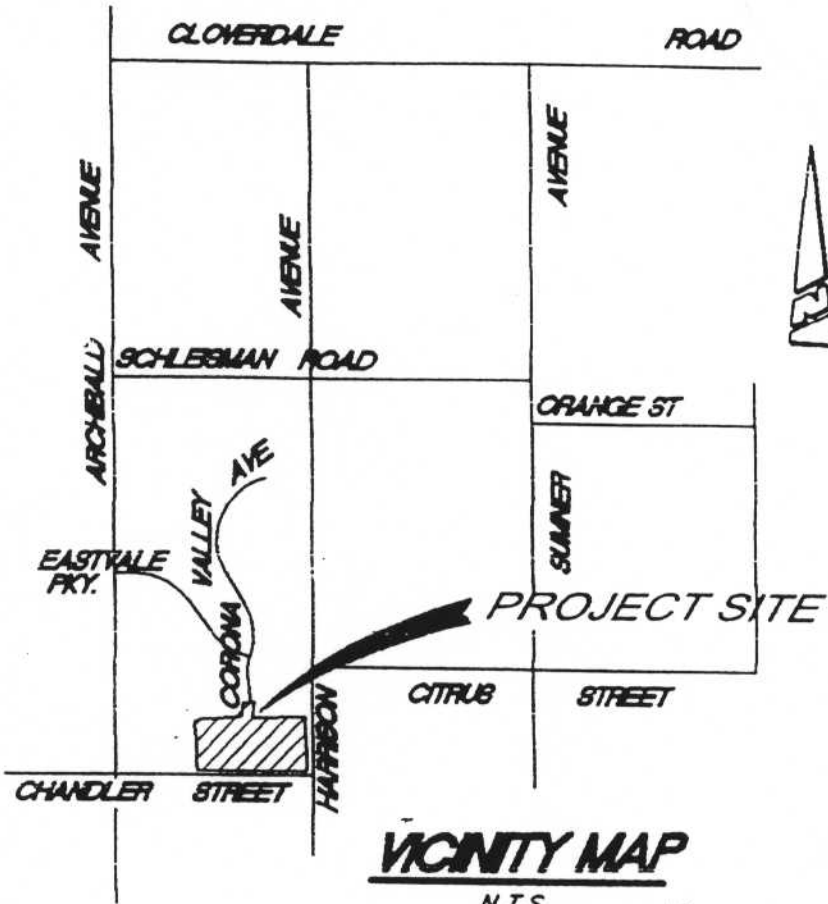 CLOVERDALE ROAD
ARCHIBALD AVENUE
AVENUE
AVENUE
SCHLEISMAN ROAD
ORANGE ST
CORONA VALLEY AVE
EASTVALE
PKY.
SUMNER
PROJECT SITE
HARRISON
CITRUS STREET
CHANDLER STREET
VICINITY MAP
N.T.S.
N